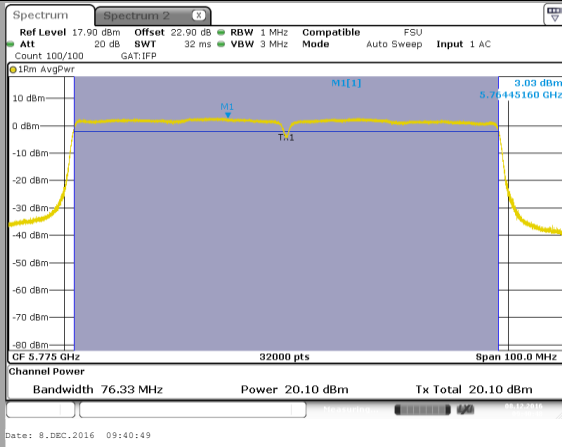 Spectrum Spectrum 2 X
Ref Level 17.90 dBm Offset 22.90 dB RBW 1 MHz Compatible FSU
Att 20 dB SWT 32 ms VBW 3 MHz Mode Auto Sweep Input 1 AC
Count 100/100 GAT:IFP
1Rm AvgPwr
M1[1] 3.03 dBm
5.76445160 GHz
10 dBm
M1
0 dBm
Tx1
-10 dBm
-20 dBm
-30 dBm
-40 dBm
-50 dBm
-60 dBm
-70 dBm
-80 dBm
CF 5.775 GHz 32000 pts Span 100.0 MHz
Channel Power
Bandwidth 76.33 MHz Power 20.10 dBm Tx Total 20.10 dBm
Measuring
Date: 8.DEC.2016 09:40:49